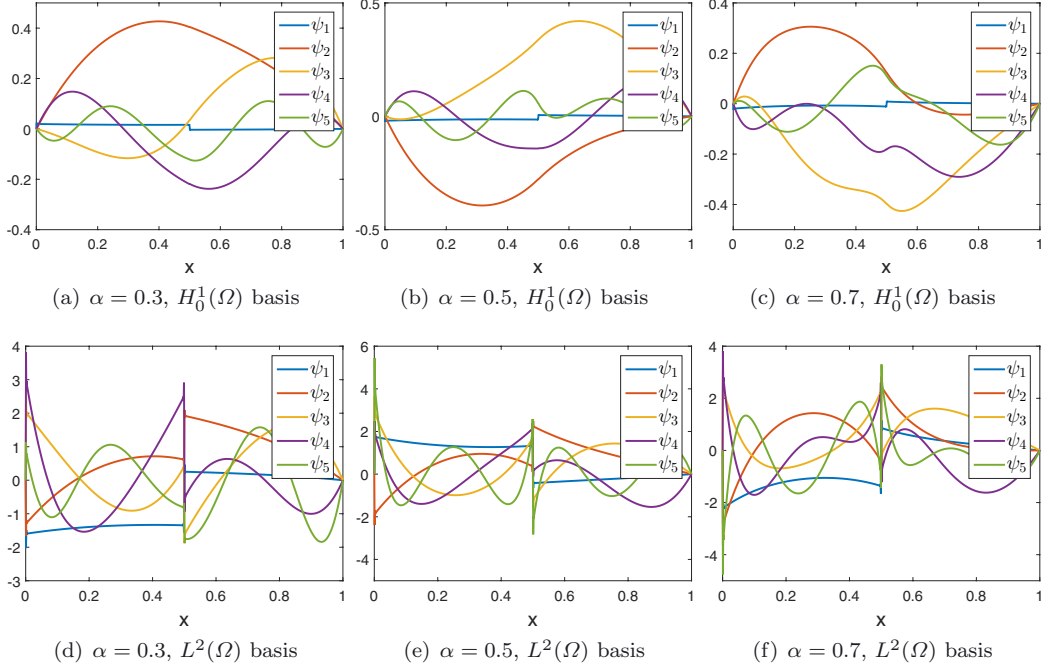 0.4
0.2
0
-0.2
-0.4
0 0.2 0.4 0.6 0.8 1
x
ψ1
ψ2
ψ3
ψ4
ψ5
(a) α = 0.3, H₀¹(Ω) basis
0.5
0
-0.5
0 0.2 0.4 0.6 0.8 1
x
ψ1
ψ2
ψ3
ψ4
ψ5
(b) α = 0.5, H₀¹(Ω) basis
0.4
0.2
0
-0.2
-0.4
0 0.2 0.4 0.6 0.8 1
x
ψ1
ψ2
ψ3
ψ4
ψ5
(c) α = 0.7, H₀¹(Ω) basis
4
3
2
1
0
-1
-2
-3
0 0.2 0.4 0.6 0.8 1
x
ψ1
ψ2
ψ3
ψ4
ψ5
(d) α = 0.3, L²(Ω) basis
6
4
2
0
-2
-4
0 0.2 0.4 0.6 0.8 1
x
ψ1
ψ2
ψ3
ψ4
ψ5
(e) α = 0.5, L²(Ω) basis
4
2
0
-2
-4
0 0.2 0.4 0.6 0.8 1
x
ψ1
ψ2
ψ3
ψ4
ψ5
(f) α = 0.7, L²(Ω) basis